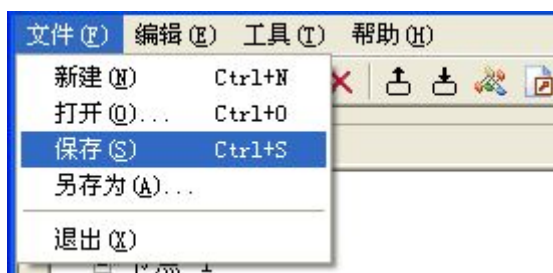 文件(F) 编辑(E) 工具(T) 帮助(H)
新建(N) Ctrl+N
打开(O)... Ctrl+O
保存(S) Ctrl+S
另存为(A)...
退出(X)